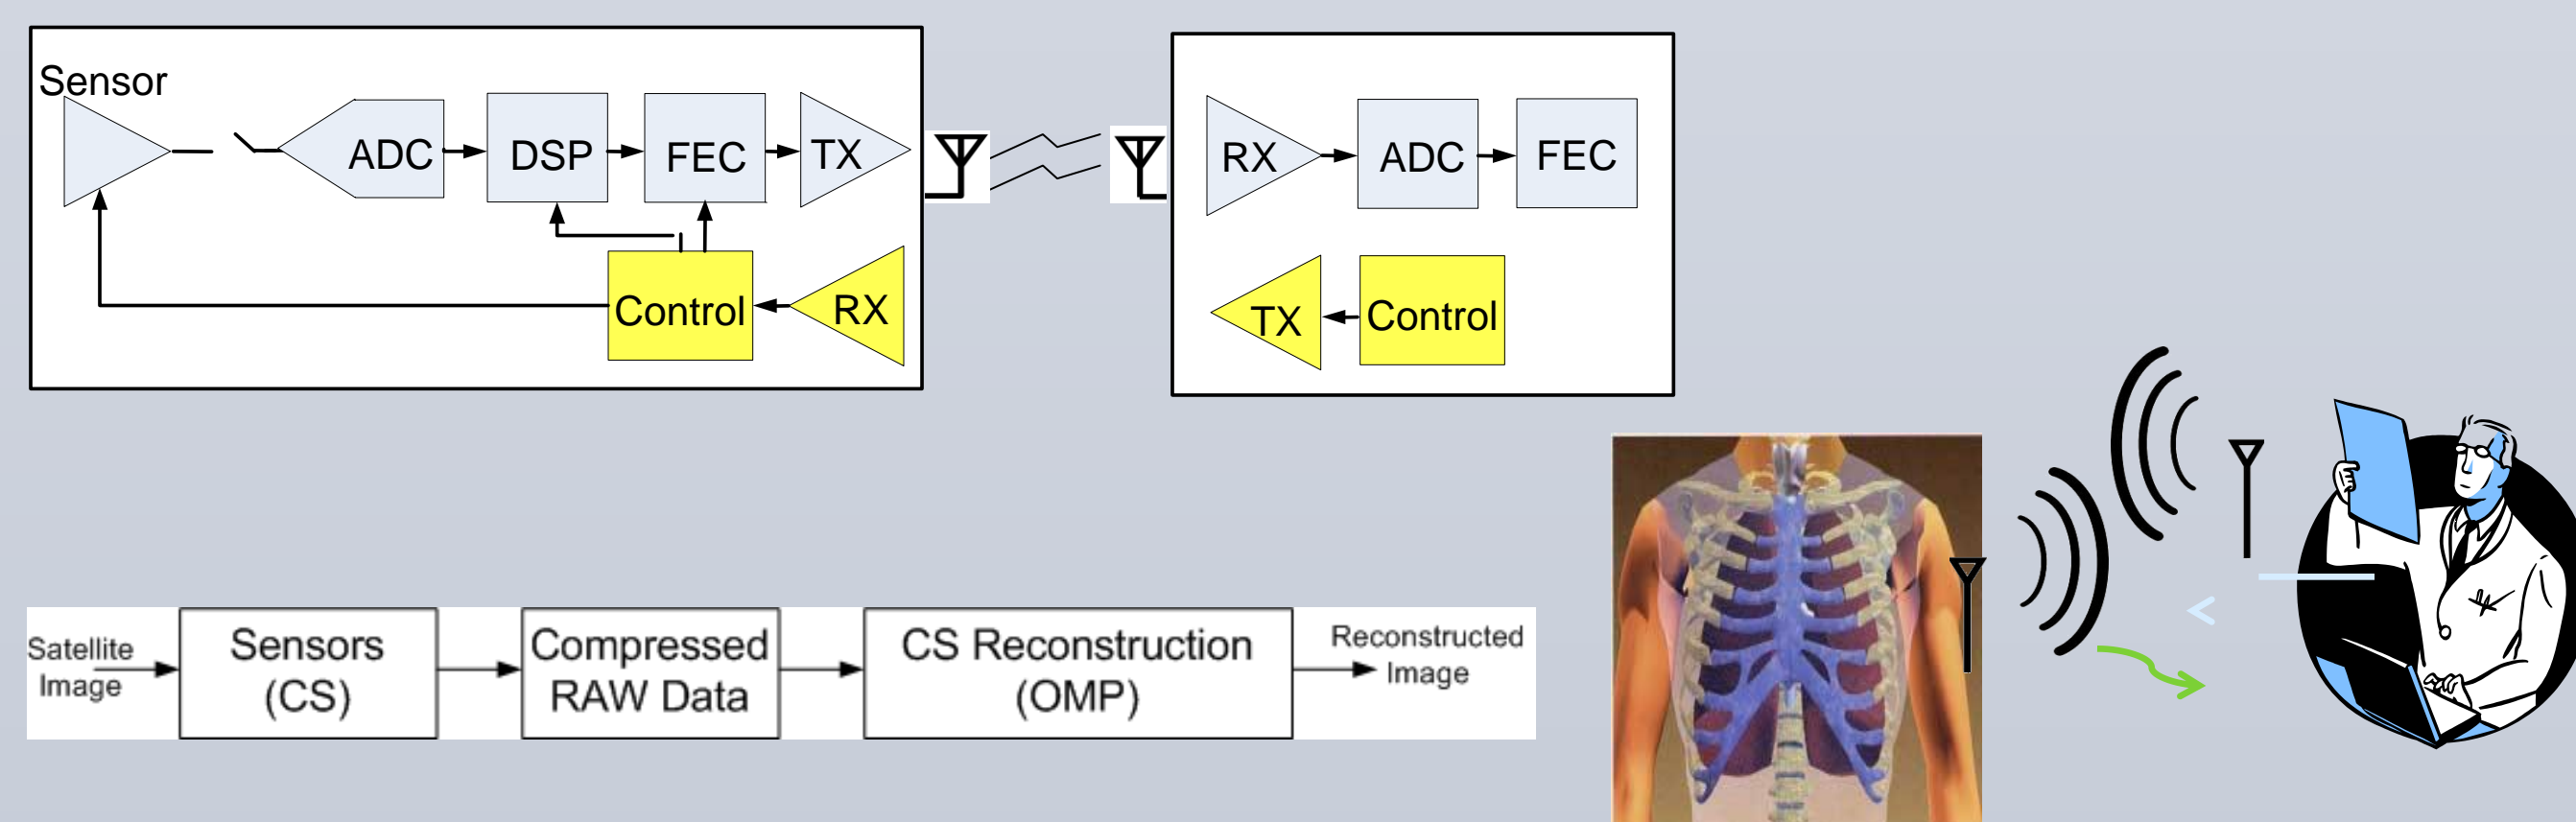 Sensor
ADC
DSP
FEC
TX
Control
RX
RX
ADC
FEC
TX
Control
Satellite
Image
Sensors
(CS)
Compressed
RAW Data
CS Reconstruction
(OMP)
Reconstructed
Image